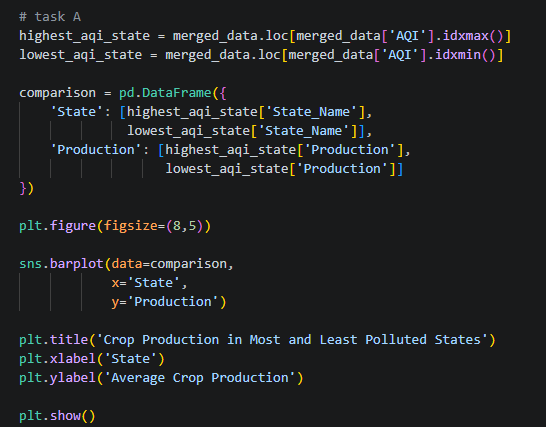 # task A
highest_aqi_state = merged_data.loc[merged_data['AQI'].idxmax()]
lowest_aqi_state = merged_data.loc[merged_data['AQI'].idxmin()]
comparison = pd.DataFrame({
    'State': [highest_aqi_state['State_Name'],
              lowest_aqi_state['State_Name']],
    'Production': [highest_aqi_state['Production'],
                   lowest_aqi_state['Production']]
})
plt.figure(figsize=(8,5))
sns.barplot(data=comparison,
            x='State',
            y='Production')
plt.title('Crop Production in Most and Least Polluted States')
plt.xlabel('State')
plt.ylabel('Average Crop Production')
plt.show()